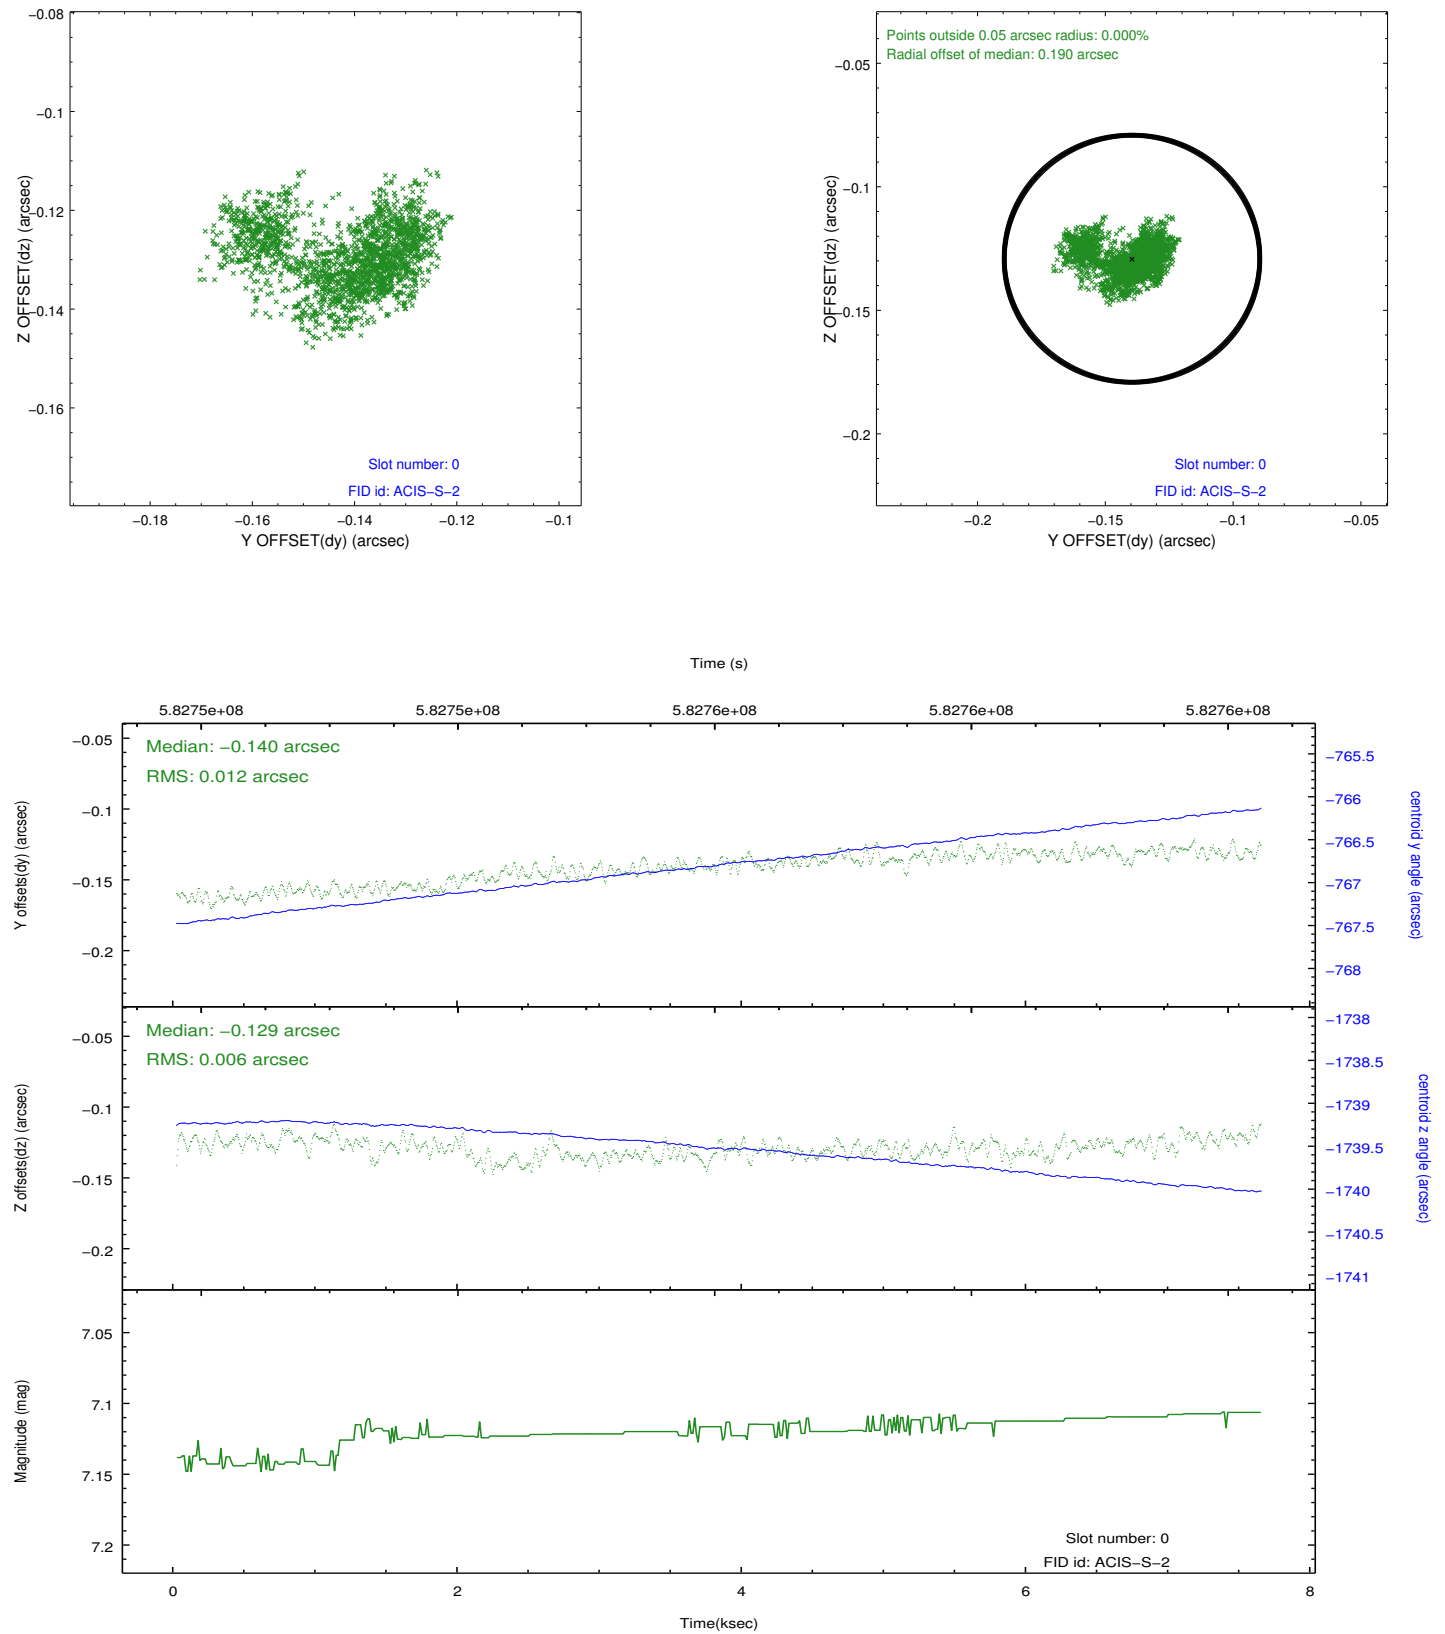 −0.08
−0.1
−0.12
−0.14
−0.16
Z OFFSET(dz) (arcsec)
Slot number: 0
FID id: ACIS−S−2
−0.18
−0.16
−0.14
−0.12
−0.1
Y OFFSET(dy) (arcsec)
Points outside 0.05 arcsec radius: 0.000%
Radial offset of median: 0.190 arcsec
−0.05
−0.1
−0.15
−0.2
Z OFFSET(dz) (arcsec)
Slot number: 0
FID id: ACIS−S−2
−0.2
−0.15
−0.1
−0.05
Y OFFSET(dy) (arcsec)
Time (s)
5.8275e+08
5.8275e+08
5.8276e+08
5.8276e+08
5.8276e+08
Median: −0.140 arcsec
RMS: 0.012 arcsec
−0.05
−0.1
−0.15
−0.2
Y offsets(dy) (arcsec)
−765.5
−766
−766.5
−767
−767.5
−768
centroid y angle (arcsec)
Median: −0.129 arcsec
RMS: 0.006 arcsec
−0.05
−0.1
−0.15
−0.2
Z offsets(dz) (arcsec)
−1738
−1738.5
−1739
−1739.5
−1740
−1740.5
−1741
centroid z angle (arcsec)
7.05
7.1
7.15
7.2
Magnitude (mag)
Slot number: 0
FID id: ACIS−S−2
0
2
4
6
8
Time(ksec)